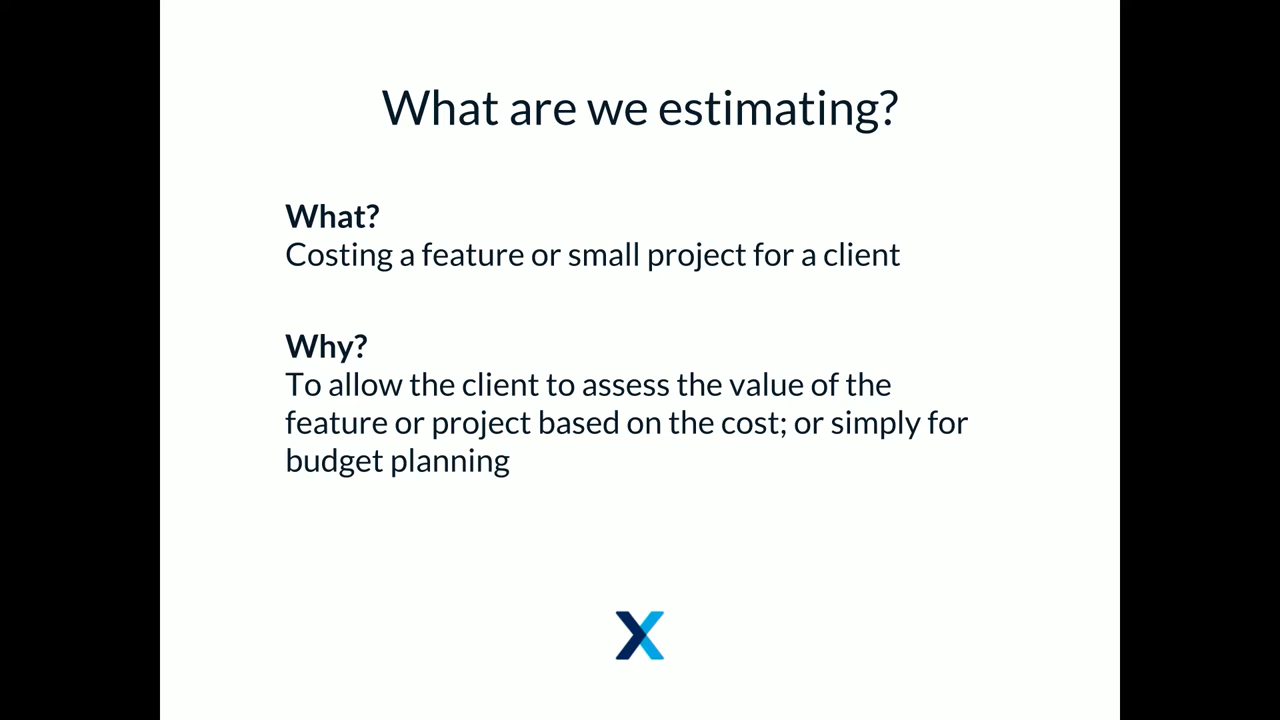 What are we estimating?
What?
Costing a feature or small project for a client
Why?
To allow the client to assess the value of the
feature or project based on the cost; or simply for
budget planning